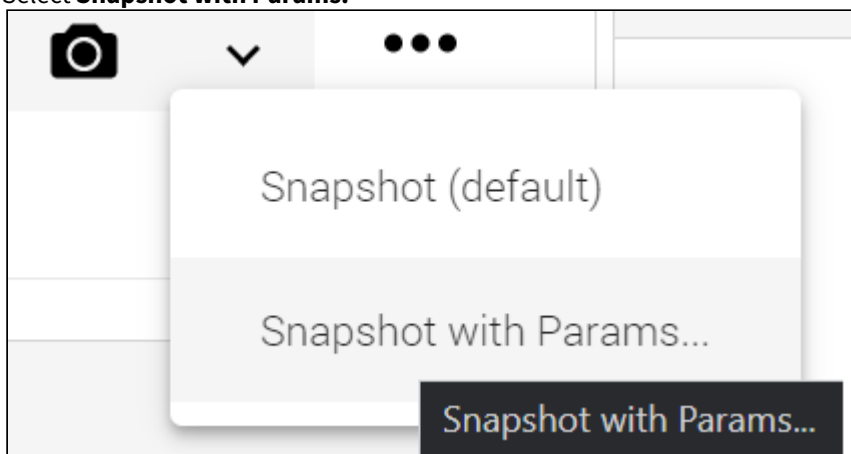 Select Snapshot with Params.
Snapshot (default)
Snapshot with Params...
Snapshot with Params...